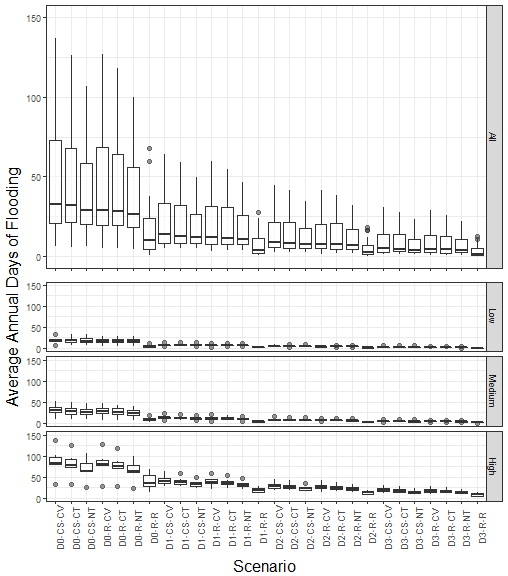 Average Annual Days of Flooding
150
100
50
0
All
150
100
50
0
Low
150
100
50
0
Medium
150
100
50
0
High
D0-CS-CV
D0-CS-CT
D0-CS-NT
D0-R-CV
D0-R-CT
D0-R-NT
D0-R-R
D1-CS-CV
D1-CS-CT
D1-CS-NT
D1-R-CV
D1-R-CT
D1-R-NT
D1-R-R
D2-CS-CV
D2-CS-CT
D2-CS-NT
D2-R-CV
D2-R-CT
D2-R-NT
D2-R-R
D3-CS-CV
D3-CS-CT
D3-CS-NT
D3-R-CV
D3-R-CT
D3-R-NT
D3-R-R
Scenario